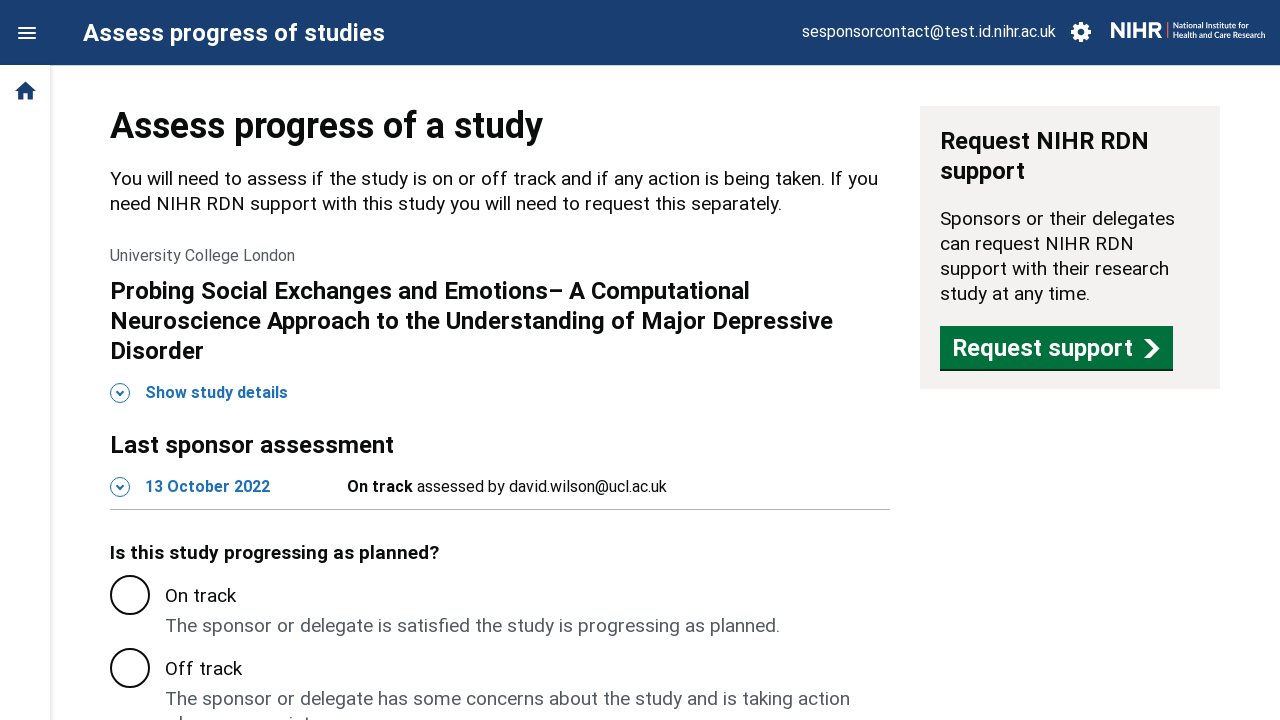 Assess progress of studies
sesponsorcontact@test.id.nihr.ac.uk
NIHR | National Institute for
Health and Care Research
Assess progress of a study
You will need to assess if the study is on or off track and if any action is being taken. If you
need NIHR RDN support with this study you will need to request this separately.
University College London
Probing Social Exchanges and Emotions– A Computational
Neuroscience Approach to the Understanding of Major Depressive
Disorder
Show study details
Last sponsor assessment
13 October 2022 On track assessed by david.wilson@ucl.ac.uk
Is this study progressing as planned?
On track
The sponsor or delegate is satisfied the study is progressing as planned.
Off track
The sponsor or delegate has some concerns about the study and is taking action
Request NIHR RDN
support
Sponsors or their delegates
can request NIHR RDN
support with their research
study at any time.
Request support